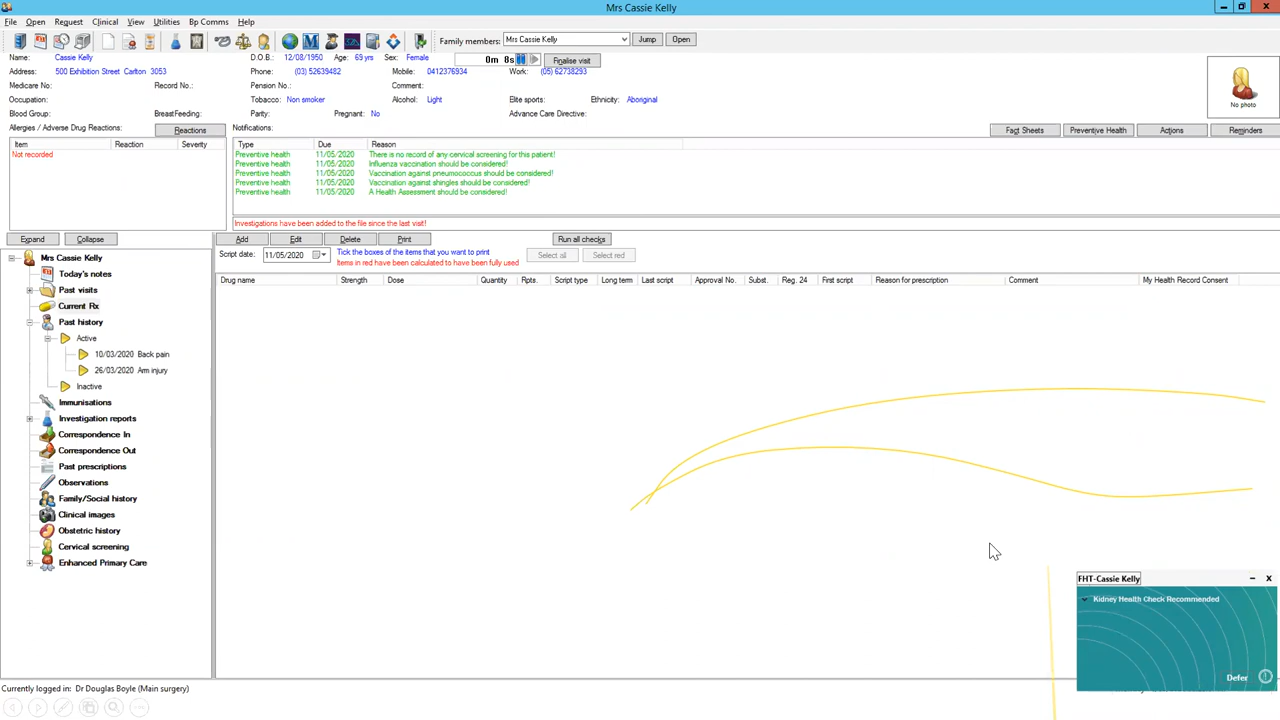 Mrs Cassie Kelly
File Open Request Clinical View Utilities Bp Comms Help
Family members: Mrs Cassie Kelly Jump Open
Name: Cassie Kelly D.O.B.: 12/08/1950 Age: 69 yrs Sex: Female 0m 8s Finalise visit
Address: 500 Exhibition Street Carlton 3053 Phone: (03) 52639482 Mobile: 0412376934 Work: (05) 62738293
Medicare No.: Record No.: Pension No.: Comment:
Occupation: Tobacco: Non smoker Alcohol: Light Elite sports: Ethnicity: Aboriginal
Blood Group: BreastFeeding: Party: Pregnant: No Advance Care Directive:
No photo
Allergies / Adverse Drug Reactions: Reactions Notifications: Fact Sheets Preventive Health Actions Reminders
Item Reaction Severity Type Due Reason
Not recorded Preventive health 11/05/2020 There is no record of any cervical screening for this patient!
Preventive health 11/05/2020 Influenza vaccination should be considered!
Preventive health 11/05/2020 Vaccination against pneumococcus should be considered!
Preventive health 11/05/2020 Vaccination against shingles should be considered!
Preventive health 11/05/2020 A Health Assessment should be considered!
Investigations have been added to the file since the last visit!
Expand Collapse Add Edit Delete Print Run all checks
Script date: 11/05/2020 Tick the boxes of the items that you want to print Select all Select red
Items in red have been calculated to have been fully used
Drug name Strength Dose Quantity Rpts. Script type Long term Last script Approval No. Subst. Reg. 24 First script Reason for prescription Comment My Health Record Consent
Mrs Cassie Kelly
Today's notes
Past visits
Current Rx
Past history
Active
10/03/2020 Back pain
26/03/2020 Arm injury
Inactive
Immunisations
Investigation reports
Correspondence In
Correspondence Out
Past prescriptions
Observations
Family/Social history
Clinical images
Obstetric history
Cervical screening
Enhanced Primary Care
FHT-Cassie Kelly
Kidney Health Check Recommended
Defer
Currently logged in: Dr Douglas Boyle (Main surgery)